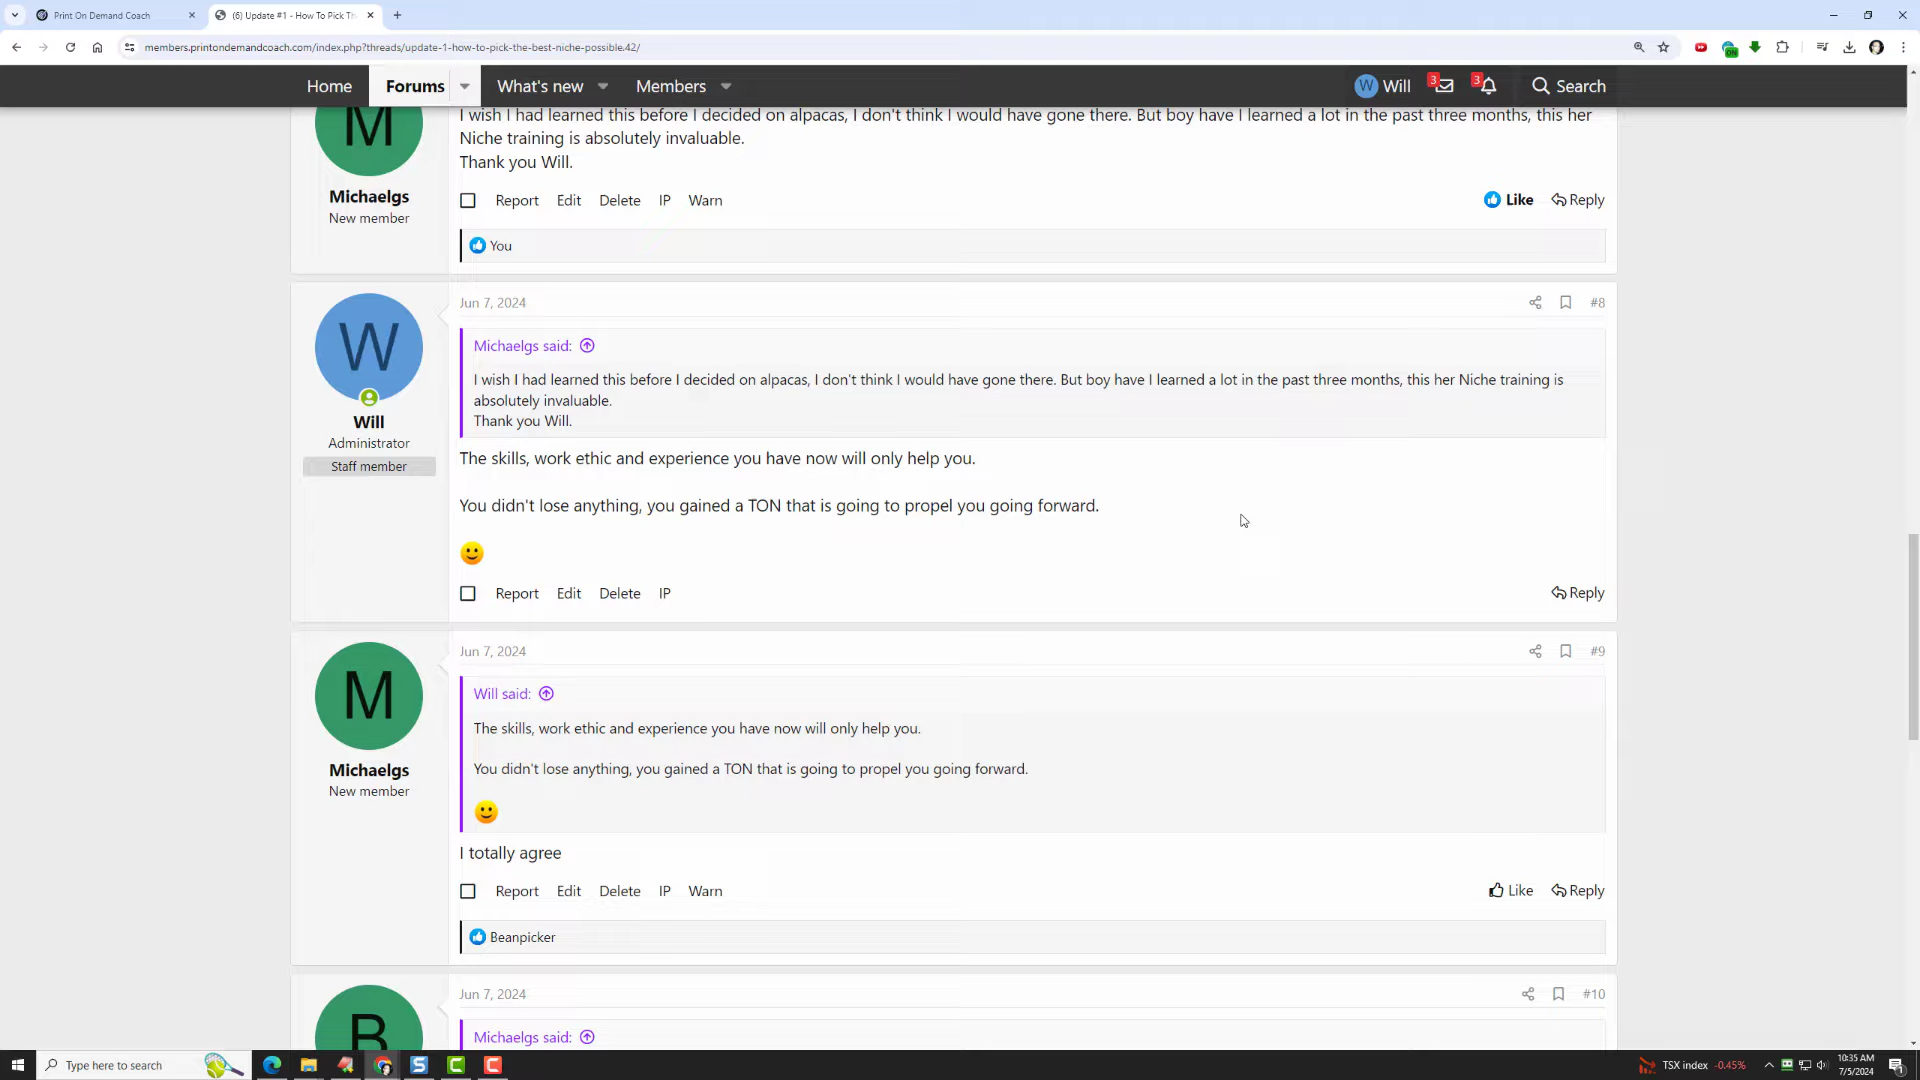 Print On Demand Coach
(6) Update #1 - How To Pick Th
members.printondemandcoach.com/index.php?threads/update-1-how-to-pick-the-best-niche-possible.42/
ON
Home Forums What's new Members W Will 3 3 Search
I wish I had learned this before I decided on alpacas, I don't think I would have gone there. But boy have I learned a lot in the past three months, this her
Niche training is absolutely invaluable.
Thank you Will.
M
Michaelgs
New member
Report Edit Delete IP Warn Like Reply
You
Jun 7, 2024 #8
W
Will
Administrator
Staff member
Michaelgs said:
I wish I had learned this before I decided on alpacas, I don't think I would have gone there. But boy have I learned a lot in the past three months, this her Niche training is
absolutely invaluable.
Thank you Will.
The skills, work ethic and experience you have now will only help you.
You didn't lose anything, you gained a TON that is going to propel you going forward.
Report Edit Delete IP Reply
Jun 7, 2024 #9
M
Michaelgs
New member
Will said:
The skills, work ethic and experience you have now will only help you.
You didn't lose anything, you gained a TON that is going to propel you going forward.
I totally agree
Report Edit Delete IP Warn Like Reply
Beanpicker
Jun 7, 2024 #10
B
Michaelgs said:
Type here to search
S C C
TSX index -0.45%
10:35 AM
7/5/2024
1